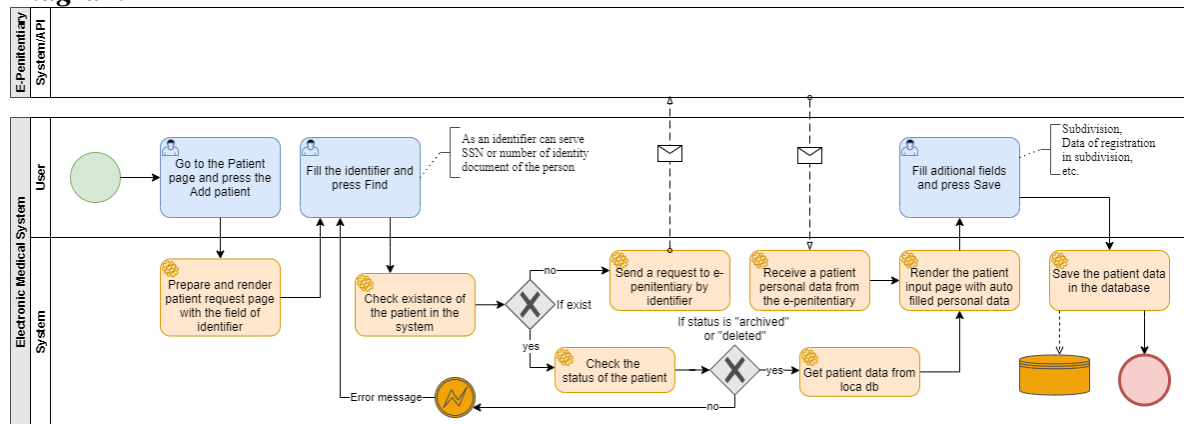 E-Penitentiary
System/API
Electronic Medical System
User
System
Go to the Patient
page and press the
Add patient
Fill the identifier and
press Find
As an identifier can serve
SSN or number of identity
document of the person
Fill aditional fields
and press Save
Subdivision,
Data of registration
in subdivision,
etc.
Prepare and render
patient request page
with the field of
identifier
Check existance of
the patient in the
system
no
If exist
yes
Send a request to e-
penitentiary by
identifier
Receive a patient
personal data from
the e-penitentiary
Render the patient
input page with auto
filled personal data
Save the patient data
in the database
If status is "archived"
or "deleted"
Check the
status of the patient
yes
Get patient data from
loca db
no
Error message